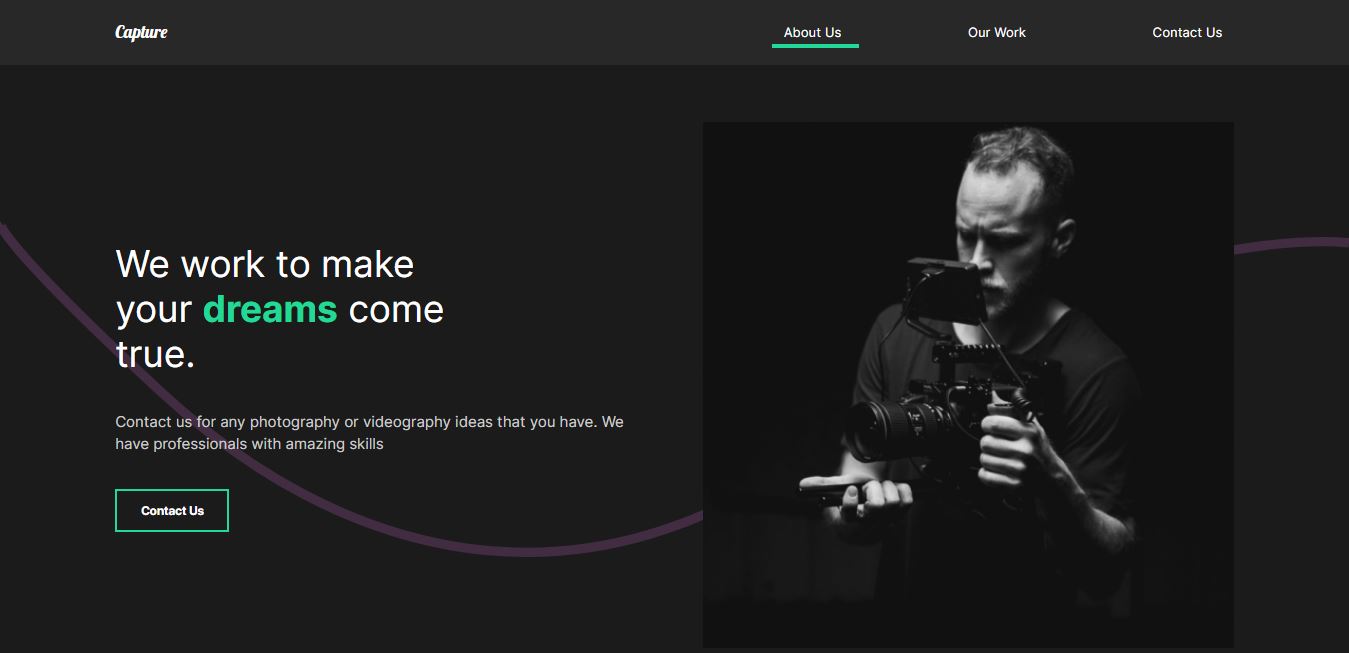 Capture
About Us
Our Work
Contact Us
We work to make
your dreams come
true.
Contact us for any photography or videography ideas that you have. We
have professionals with amazing skills
Contact Us